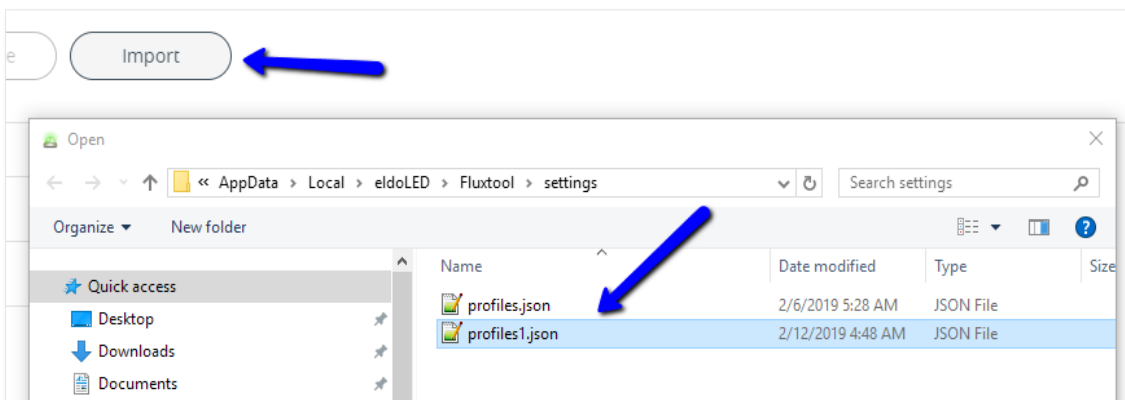 e
Import
Open
« AppData > Local > eldoLED > Fluxtool > settings
Search settings
Organize
New folder
?
Name
Date modified
Type
Size
Quick access
profiles.json
2/6/2019 5:28 AM
JSON File
Desktop
profiles1.json
2/12/2019 4:48 AM
JSON File
Downloads
Documents